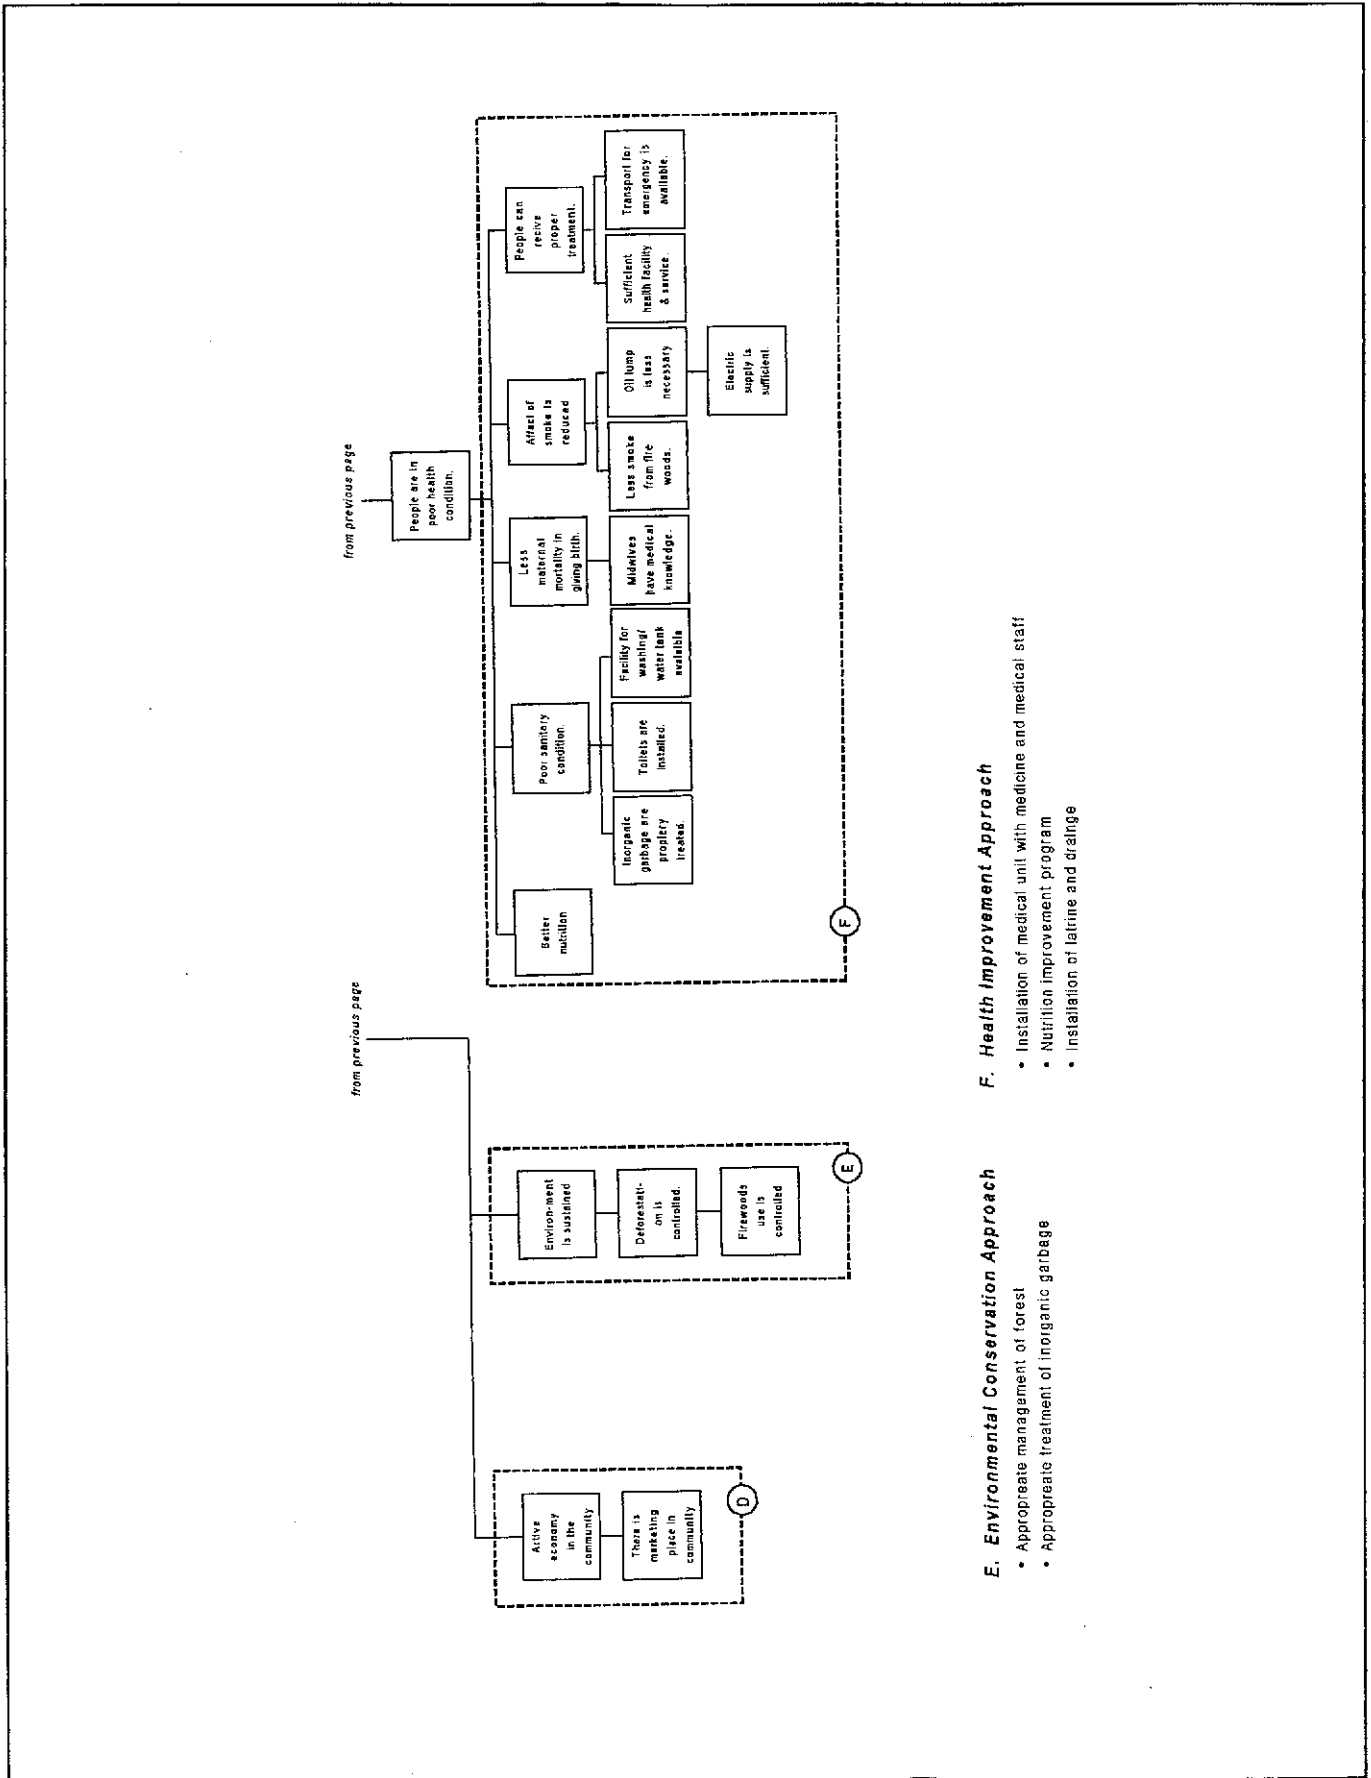 from previous page
from previous page
People are in
poor health
condition.
Active
economy
in the
community
There is
marketing
place in
community
D
Environ-ment
is sustained
Deforestati-
on is
controlled.
Firewoods
use is
controlled
E
Better
nutrition
Poor sanitary
condition.
Inorganic
garbage are
proplery
treated.
Toilets are
installed.
Facility for
washing/
water tank
avalaible
Less
maternal
mortality in
giving birth.
Midwives
have medical
knowledge.
Affect of
smoke is
reduced
Less smoke
from fire
woods.
Oil lump
is less
necessary
Electric
supply is
sufficient.
People can
recive
proper
treatment.
Sufficient
health facility
& service.
Transport for
emergency is
available.
F
E. Environmental Conservation Approach
• Appropreate management of forest
• Appropreate treatment of inorganic garbage
F. Health Improvement Approach
• Installation of medical unit with medicine and medical staff
• Nutrition improvement program
• Installation of latrine and drainge